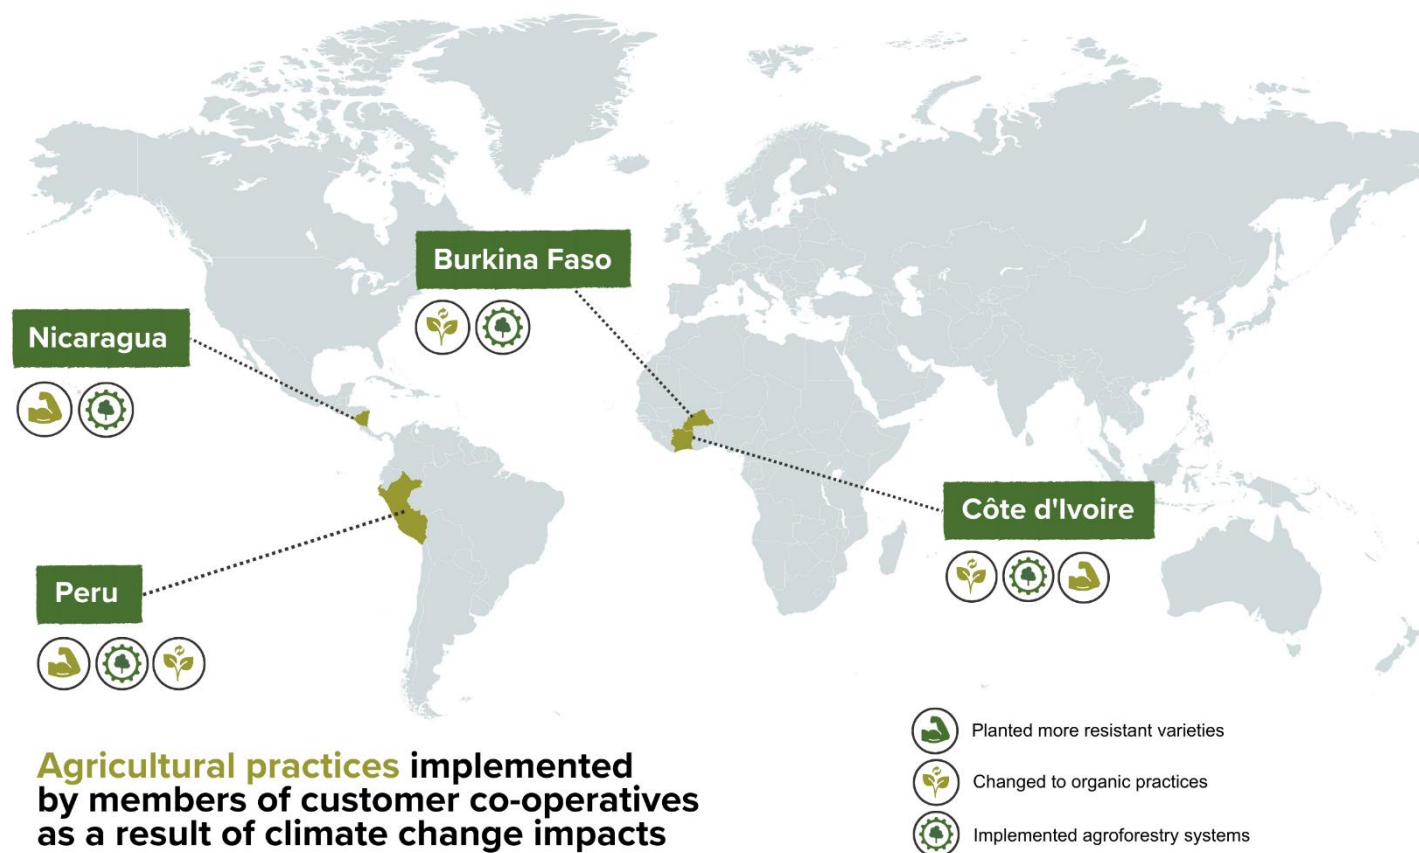 Burkina Faso
Nicaragua
Côte d'Ivoire
Peru
Agricultural practices implemented
by members of customer co-operatives
as a result of climate change impacts
Planted more resistant varieties
Changed to organic practices
Implemented agroforestry systems